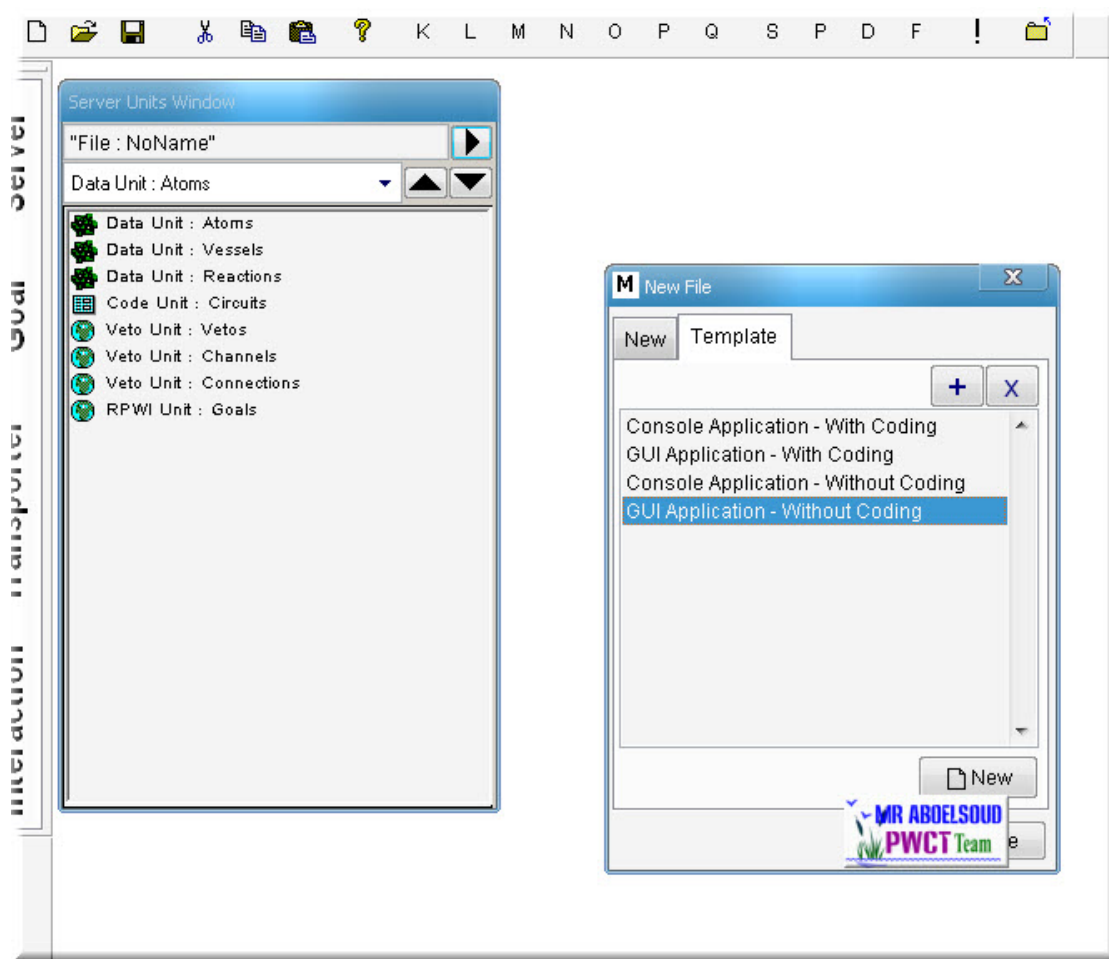 K L M N O P Q S P D F !
Server
Goal
Transporter
Interaction
Server Units Window
"File : NoName"
Data Unit : Atoms
Data Unit : Atoms
Data Unit : Vessels
Data Unit : Reactions
Code Unit : Circuits
Veto Unit : Vetos
Veto Unit : Channels
Veto Unit : Connections
RPWI Unit : Goals
M New File
New Template
+ X
Console Application - With Coding
GUI Application - With Coding
Console Application - Without Coding
GUI Application - Without Coding
New
MR ABDELSOUD
PWCT Team
e